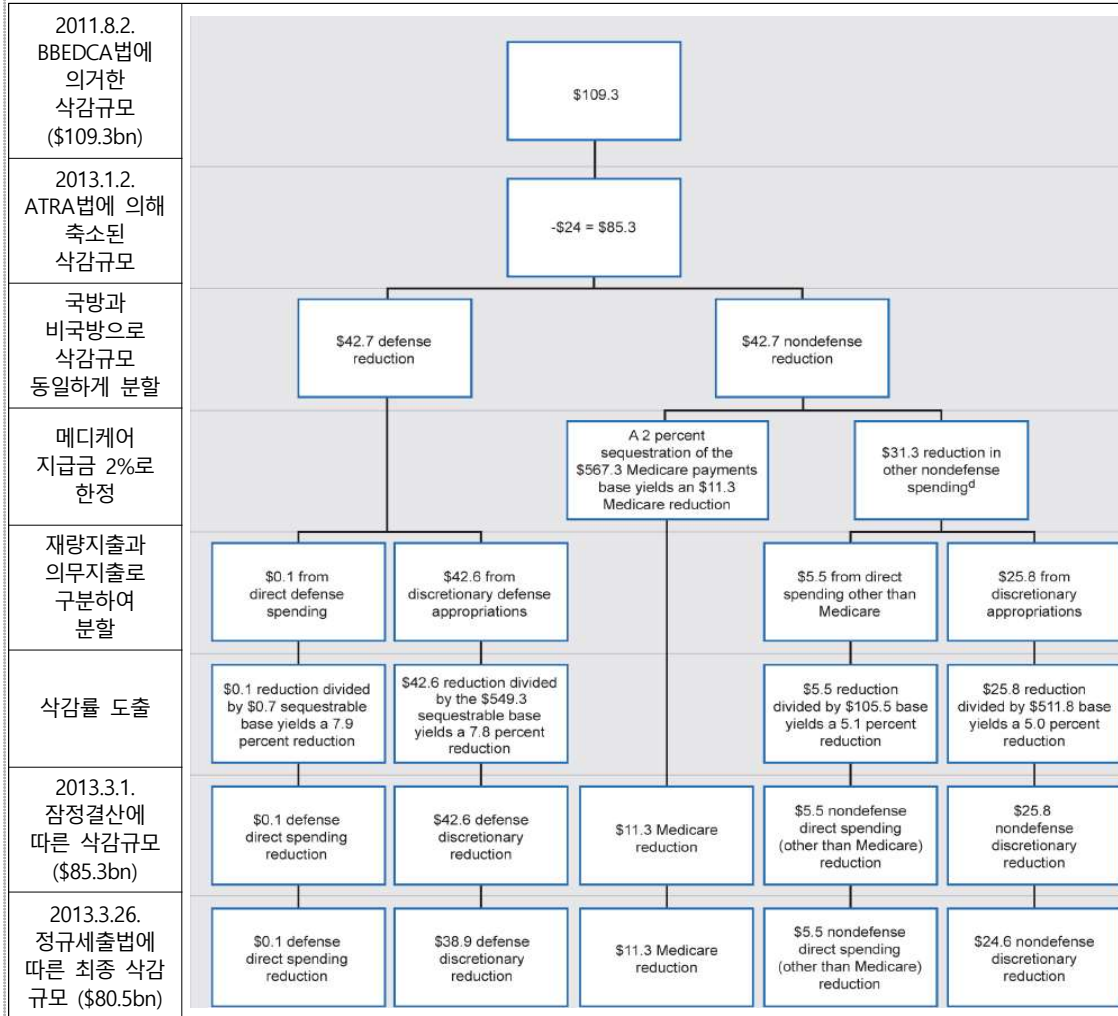 2011.8.2.
BBEDCA법에
의거한
삭감규모
($109.3bn)
$109.3
2013.1.2.
ATRA법에 의해
축소된
삭감규모
-$24 = $85.3
국방과
비국방으로
삭감규모
동일하게 분할
$42.7 defense
reduction
$42.7 nondefense
reduction
메디케어
지급금 2%로
한정
A 2 percent
sequestration of the
$567.3 Medicare payments
base yields an $11.3
Medicare reduction
$31.3 reduction in
other nondefense
spendingd
재량지출과
의무지출로
구분하여
분할
$0.1 from
direct defense
spending
$42.6 from
discretionary defense
appropriations
$5.5 from direct
spending other than
Medicare
$25.8 from
discretionary
appropriations
삭감률 도출
$0.1 reduction divided
by $0.7 sequestrable
base yields a 7.9
percent reduction
$42.6 reduction divided
by the $549.3
sequestrable base
yields a 7.8 percent
reduction
$5.5 reduction
divided by $105.5 base
yields a 5.1 percent
reduction
$25.8 reduction
divided by $511.8 base
yields a 5.0 percent
reduction
2013.3.1.
잠정결산에
따른 삭감규모
($85.3bn)
$0.1 defense
direct spending
reduction
$42.6 defense
discretionary
reduction
$11.3 Medicare
reduction
$5.5 nondefense
direct spending
(other than Medicare)
reduction
$25.8
nondefense
discretionary
reduction
2013.3.26.
정규세출법에
따른 최종 삭감
규모 ($80.5bn)
$0.1 defense
direct spending
reduction
$38.9 defense
discretionary
reduction
$11.3 Medicare
reduction
$5.5 nondefense
direct spending
(other than Medicare)
reduction
$24.6 nondefense
discretionary
reduction